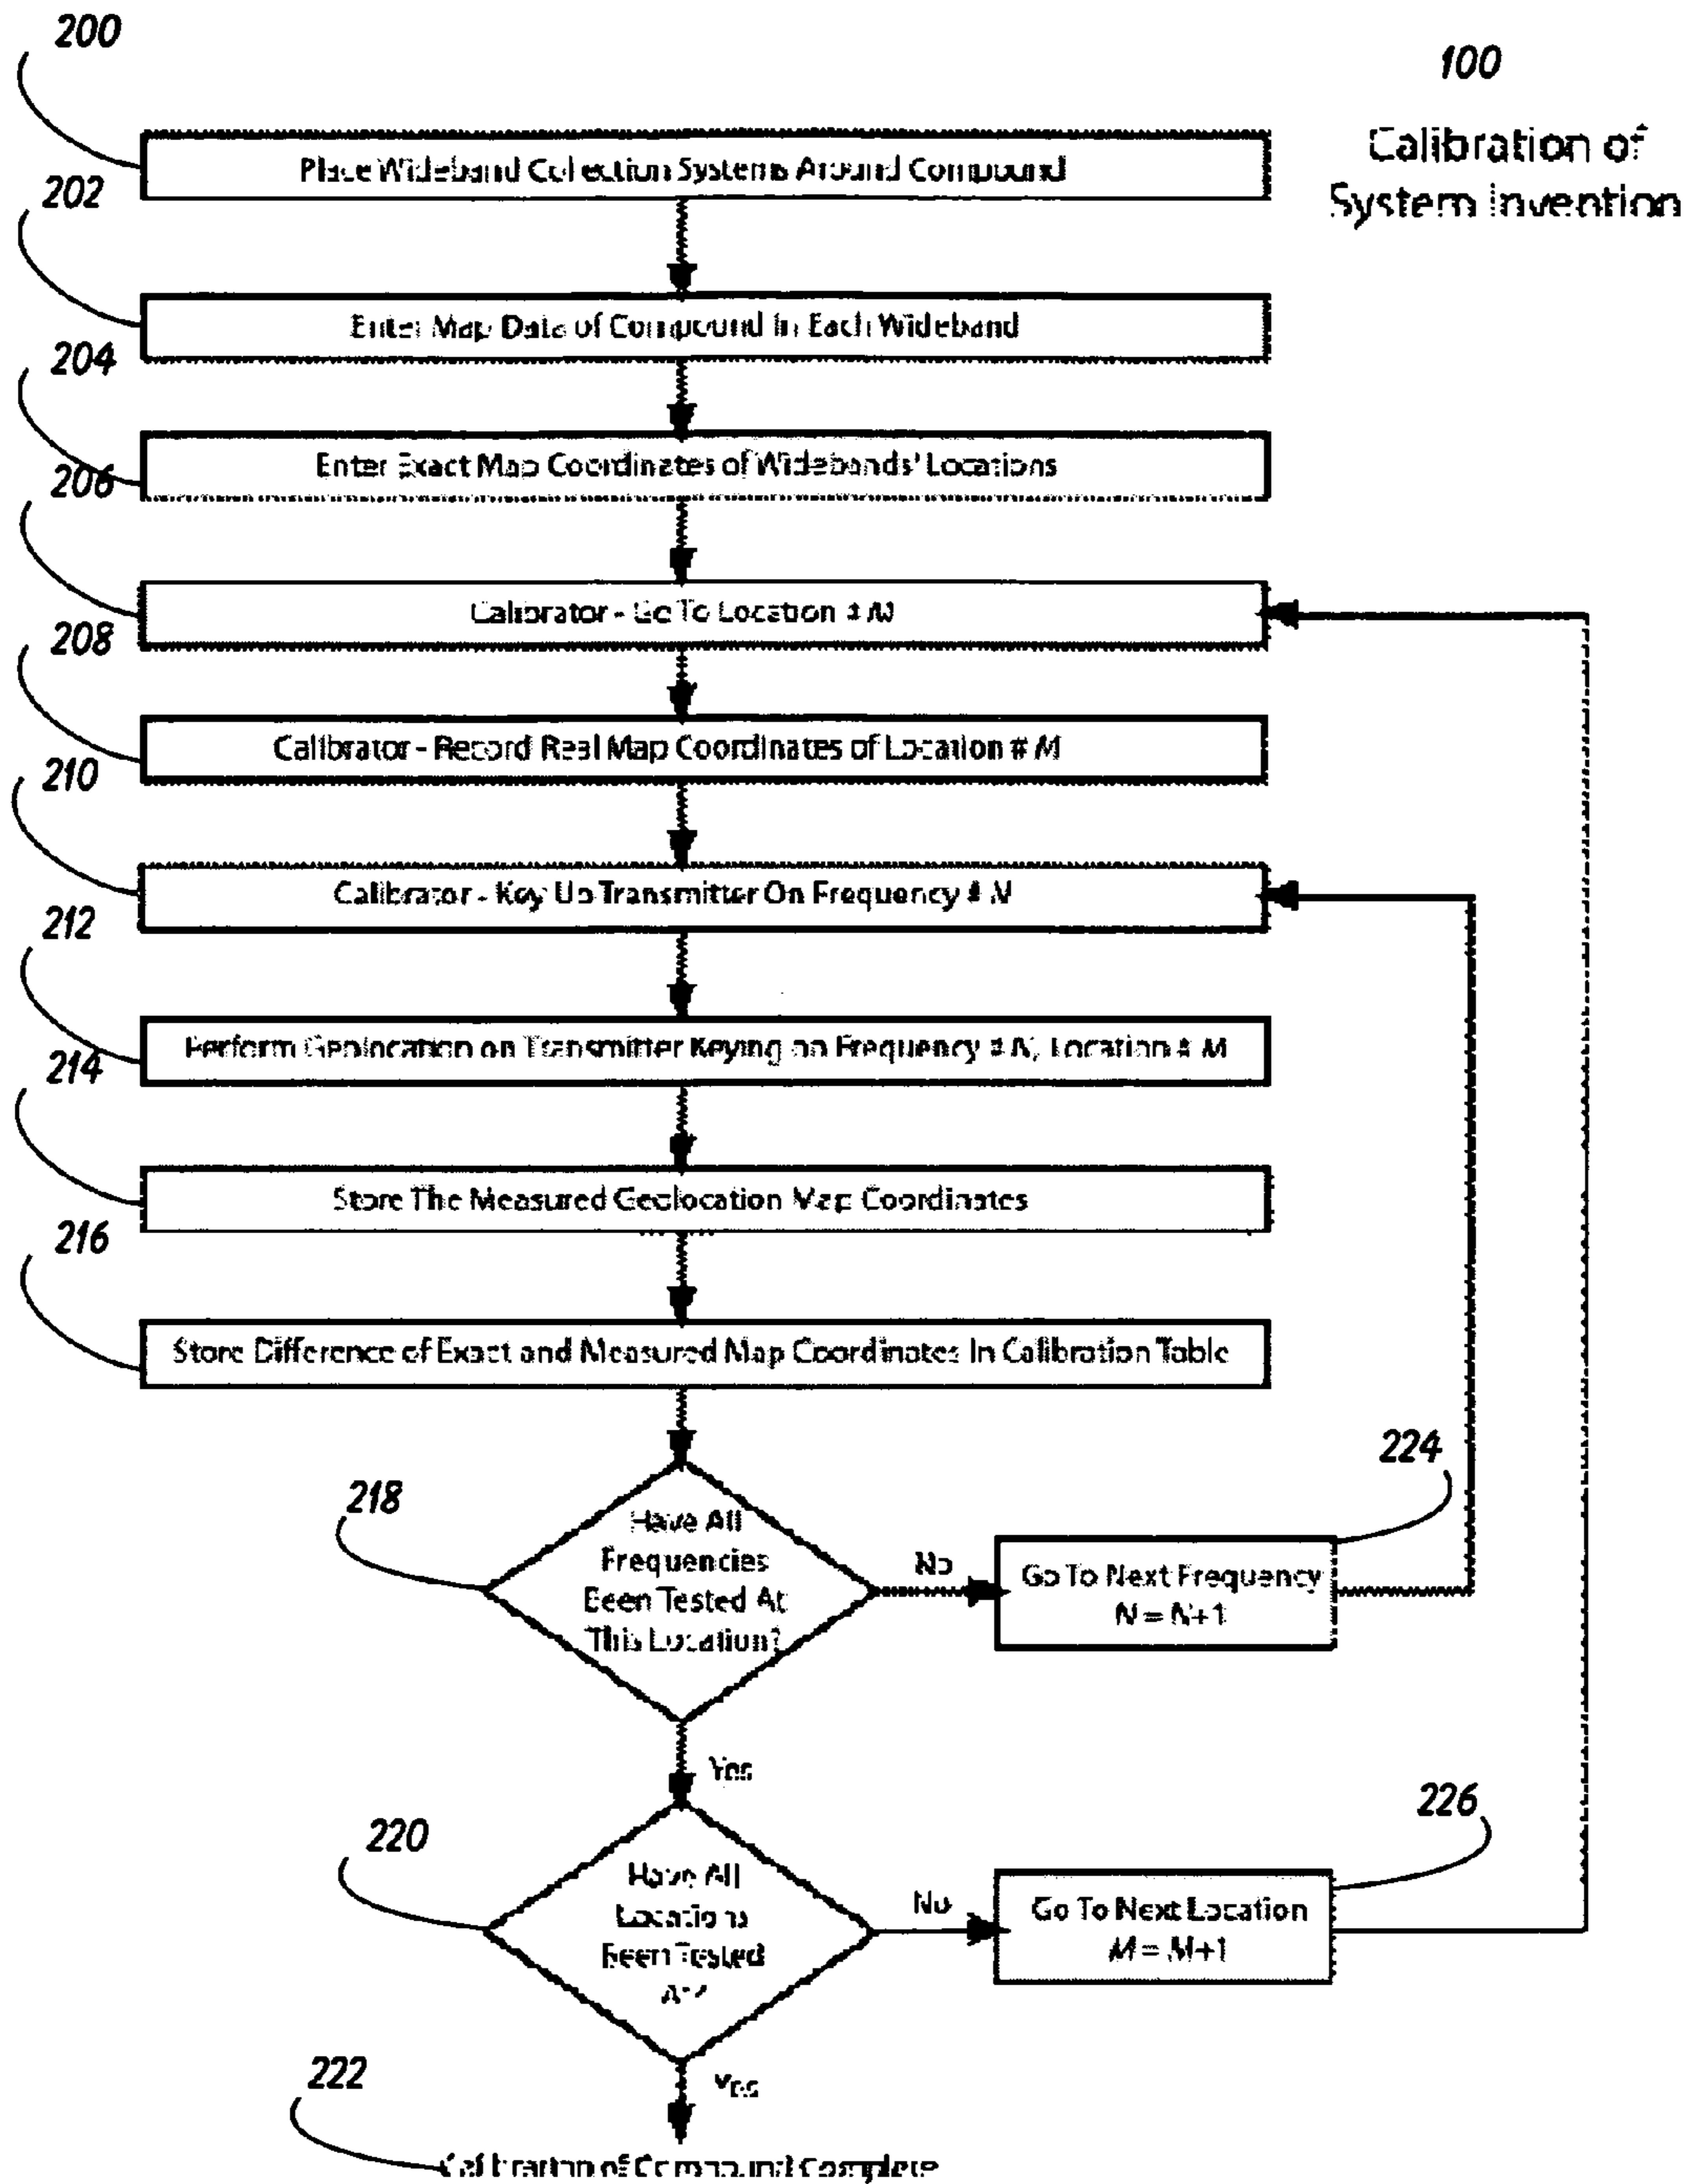 200
100
Calibration of
System Invention
Place Wideband Collection Systems Around Compound
202
Enter Map Data of Compound In Each Wideband
204
Enter Exact Map Coordinates of Widebands' Locations
206
Calibrator - Go To Location # M
208
Calibrator - Record Real Map Coordinates of Location # M
210
Calibrator - Key Up Transmitter On Frequency # N
212
Perform Geolocation on Transmitter Keying on Frequency # N, Location # M
214
Store The Measured Geolocation Map Coordinates
216
Store Difference of Exact and Measured Map Coordinates In Calibration Table
218
Have All
Frequencies
Been Tested At
This Location?
No
224
Go To Next Frequency
N = N+1
Yes
220
Have All
Locations
Been Tested
At?
No
226
Go To Next Location
M = M+1
Yes
222
Calibration of Compound Complete